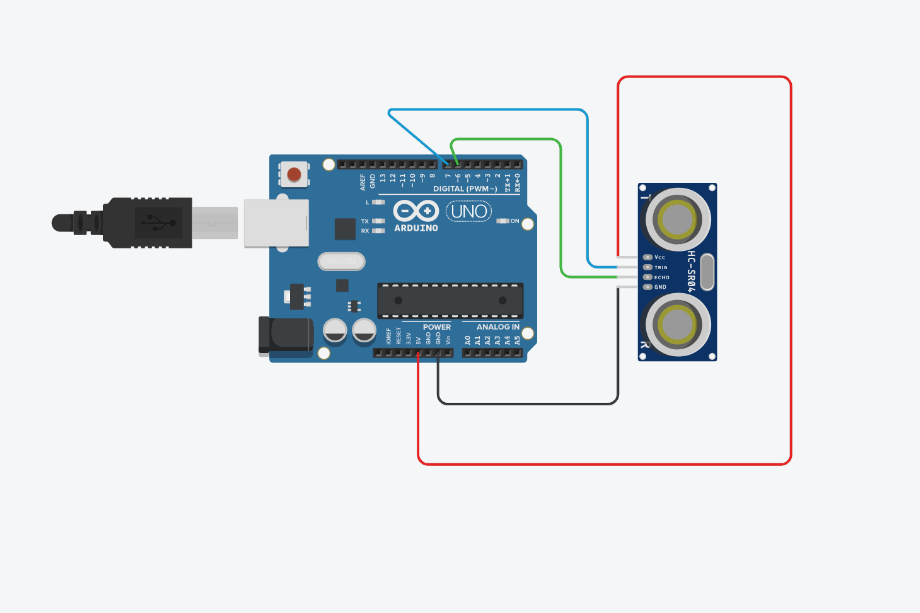 AREF
GND
13
12
~11
~10
~9
8
7
~6
~5
4
~3
2
TX→1
RX←0
DIGITAL (PWM~)
L
TX
RX
UNO
ON
ARDUINO
T
Vcc
TRIG
ECHO
GND
HC-SR04
R
POWER
ANALOG IN
IOREF
RESET
3.3V
5V
GND
GND
Vin
A0
A1
A2
A3
A4
A5